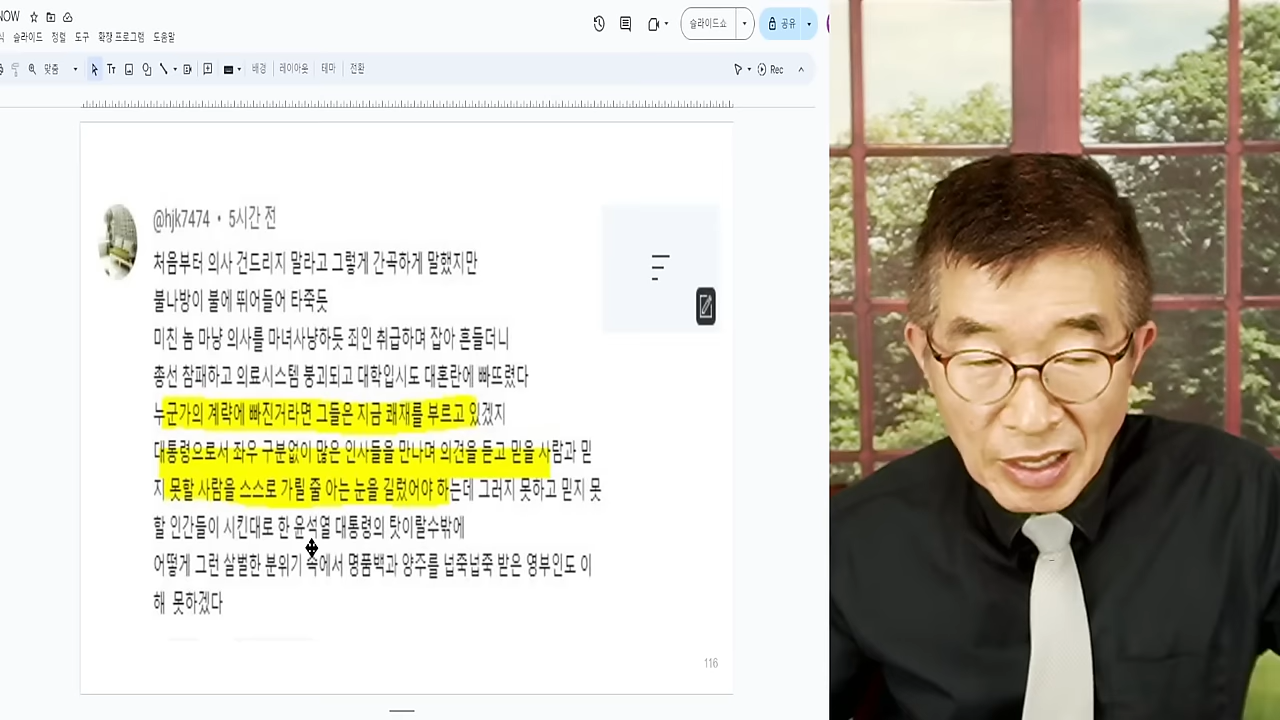 NOW
슬라이드 정렬 도구 확장 프로그램 도움말
슬라이드쇼
공유
맞춤
Tr
배경 레이아웃 테마 전환
Rec
@hjk7474 • 5시간 전
처음부터 의사 건드리지 말라고 그렇게 간곡하게 말했지만
불나방이 불에 뛰어들어 타죽듯
미친 놈 마냥 의사를 마녀사냥하듯 죄인 취급하며 잡아 흔들더니
총선 참패하고 의료시스템 붕괴되고 대학입시도 대혼란에 빠뜨렸다
누군가의 계략에 빠진거라면 그들은 지금 쾌재를 부르고 있겠지
대통령으로서 좌우 구분없이 많은 인사들을 만나며 의견을 듣고 믿을 사람과 믿
지 못할 사람을 스스로 가릴 줄 아는 눈을 길렀어야 하는데 그러지 못하고 믿지 못
할 인간들이 시킨대로 한 윤석열 대통령의 탓이랄수밖에
어떻게 그런 살벌한 분위기 속에서 명품백과 양주를 넙죽넙죽 받은 영부인도 이
해 못하겠다
116